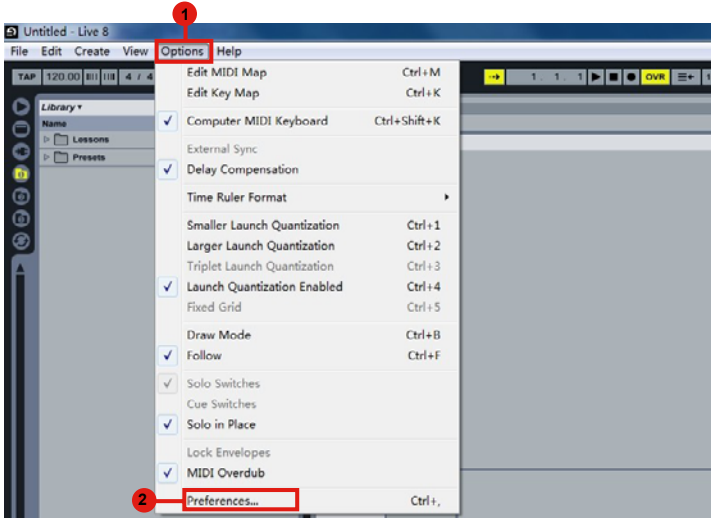 1
Untitled - Live 8
File Edit Create View Options Help
TAP 120.00 4 / 4 1. 1. 1 OVR 1
Library
Name
Lessons
Presets
Edit MIDI Map Ctrl+M
Edit Key Map Ctrl+K
Computer MIDI Keyboard Ctrl+Shift+K
External Sync
Delay Compensation
Time Ruler Format
Smaller Launch Quantization Ctrl+1
Larger Launch Quantization Ctrl+2
Triplet Launch Quantization Ctrl+3
Launch Quantization Enabled Ctrl+4
Fixed Grid Ctrl+5
Draw Mode Ctrl+B
Follow Ctrl+F
Solo Switches
Cue Switches
Solo in Place
Lock Envelopes
MIDI Overdub
2 Preferences... Ctrl+,